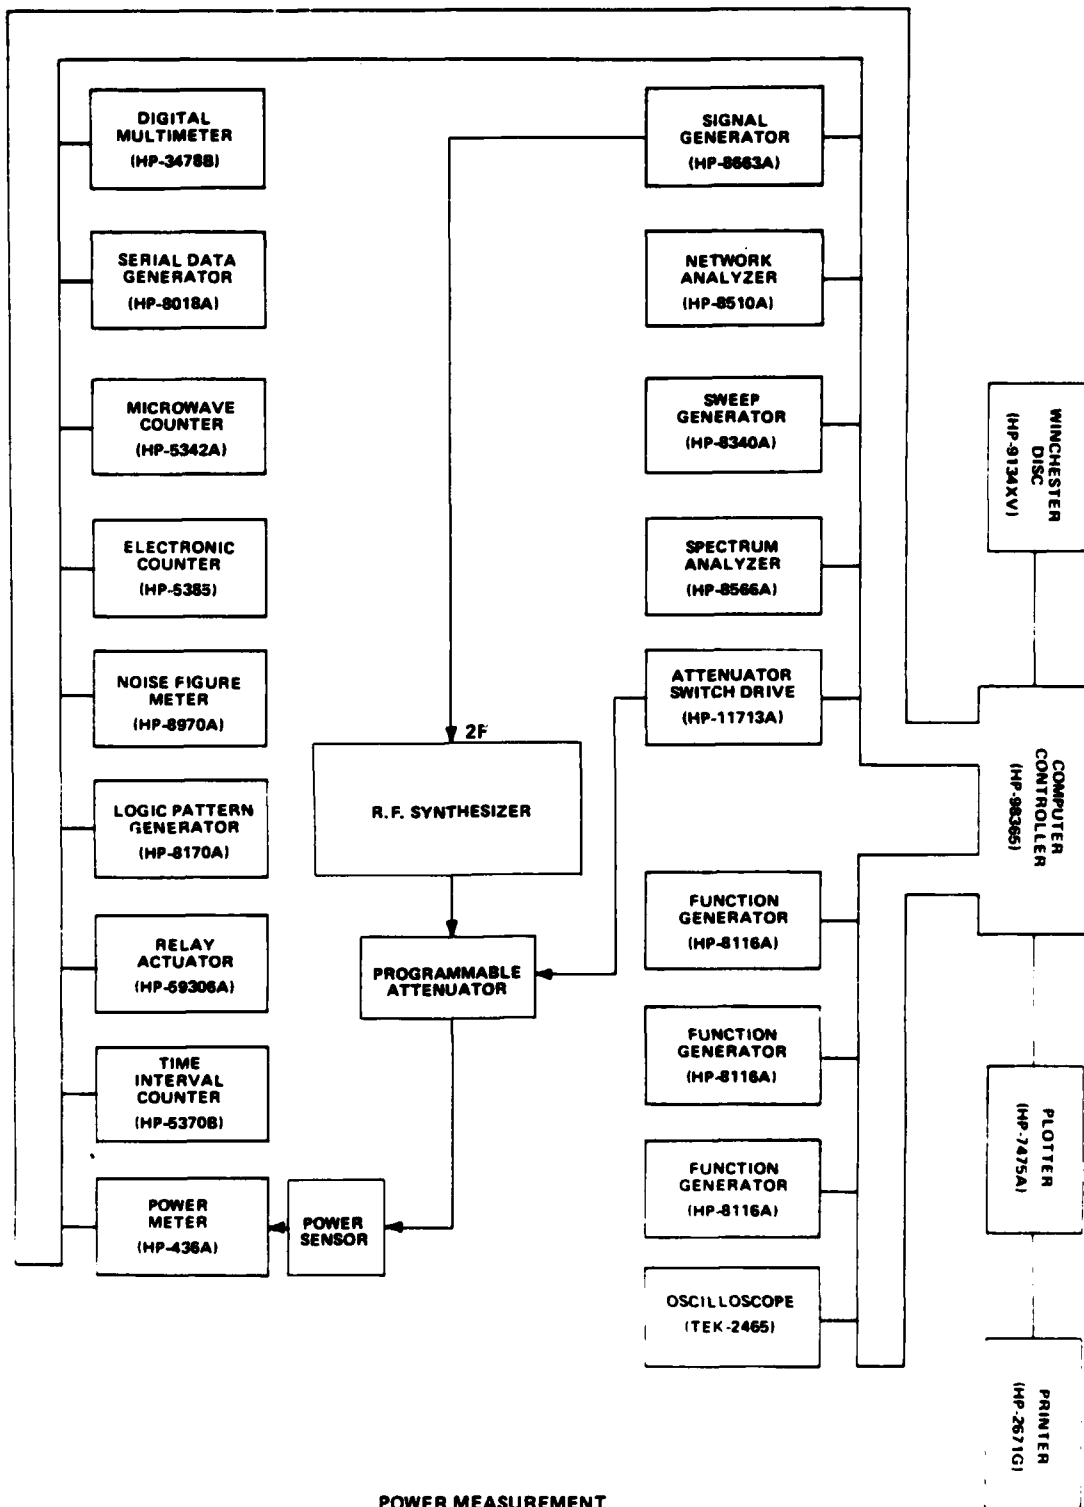 DIGITAL
MULTIMETER
(HP-3478B)
SERIAL DATA
GENERATOR
(HP-8018A)
MICROWAVE
COUNTER
(HP-5342A)
ELECTRONIC
COUNTER
(HP-5385)
NOISE FIGURE
METER
(HP-8970A)
LOGIC PATTERN
GENERATOR
(HP-8170A)
RELAY
ACTUATOR
(HP-59306A)
TIME
INTERVAL
COUNTER
(HP-5370B)
POWER
METER
(HP-436A)
POWER
SENSOR
2F
R.F. SYNTHESIZER
PROGRAMMABLE
ATTENUATOR
SIGNAL
GENERATOR
(HP-8663A)
NETWORK
ANALYZER
(HP-8510A)
SWEEP
GENERATOR
(HP-8340A)
SPECTRUM
ANALYZER
(HP-8566A)
ATTENUATOR
SWITCH DRIVE
(HP-11713A)
FUNCTION
GENERATOR
(HP-8116A)
FUNCTION
GENERATOR
(HP-8116A)
FUNCTION
GENERATOR
(HP-8116A)
OSCILLOSCOPE
(TEK-2465)
WINCHESTER
DISC
(HP-9134XV)
COMPUTER
CONTROLLER
(HP-98365)
PLOTTER
(HP-7475A)
PRINTER
(HP-2671G)
POWER MEASUREMENT